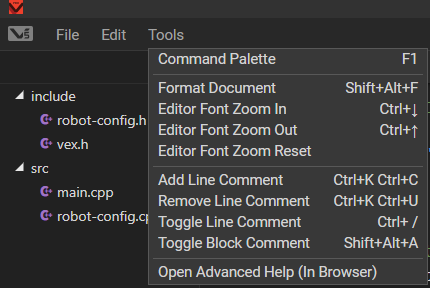 VCS
File Edit Tools
Command Palette F1
Format Document Shift+Alt+F
Editor Font Zoom In Ctrl+↓
Editor Font Zoom Out Ctrl+↑
Editor Font Zoom Reset
Add Line Comment Ctrl+K Ctrl+C
Remove Line Comment Ctrl+K Ctrl+U
Toggle Line Comment Ctrl+ /
Toggle Block Comment Shift+Alt+A
Open Advanced Help (In Browser)
include
robot-config.h
vex.h
src
main.cpp
robot-config.cp